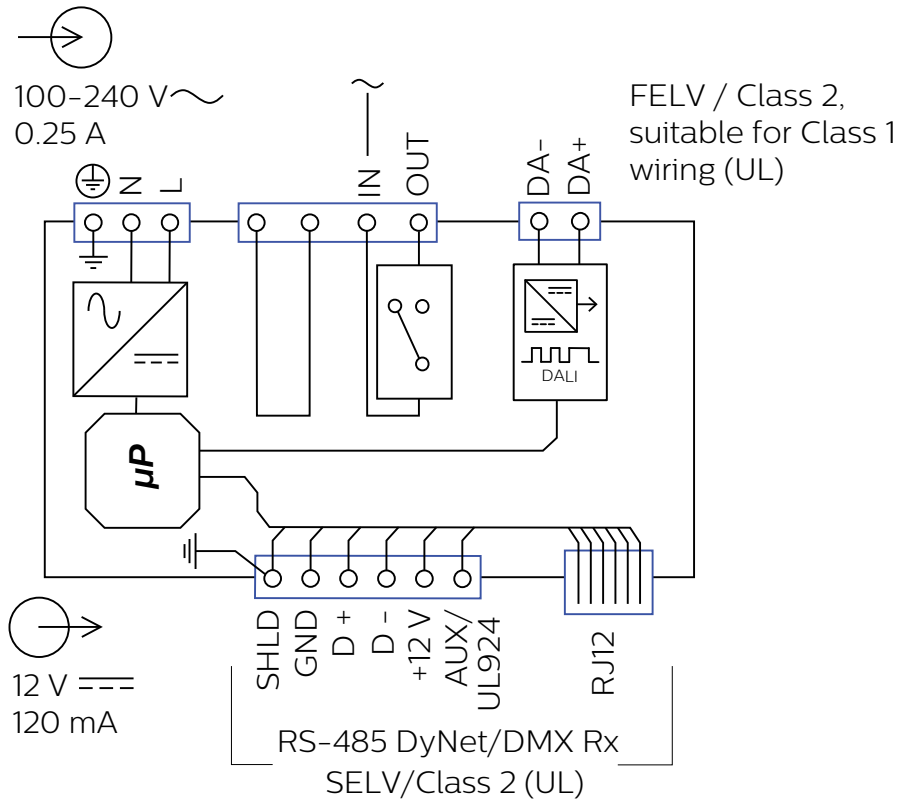 100-240 V
0.25 A
FELV / Class 2,
suitable for Class 1
wiring (UL)
N
L
IN
OUT
DA-
DA+
DALI
µP
SHLD
GND
D +
D -
+12 V
AUX/
UL924
RJ12
12 V
120 mA
RS-485 DyNet/DMX Rx
SELV/Class 2 (UL)